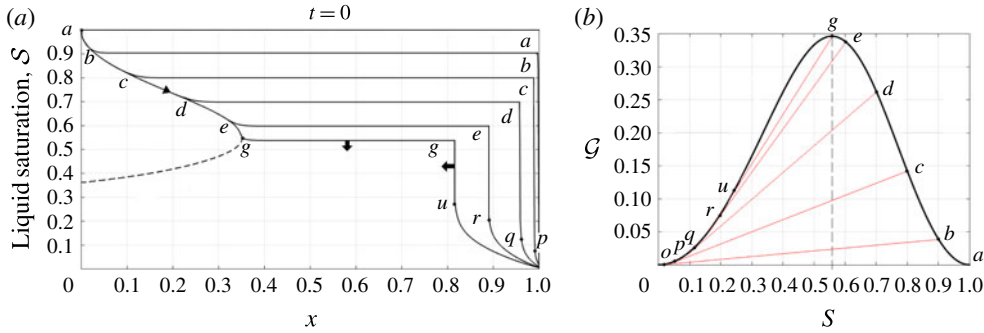 (a)
t = 0
a
0.9
0.8
0.7
0.6
0.5
0.4
0.3
0.2
0.1
0
0.1
0.2
0.3
0.4
0.5
0.6
0.7
0.8
0.9
1.0
Liquid saturation, 𝒮
x
b
c
d
e
g
a
b
c
d
e
g
u
r
q
p
(b)
0.35
0.30
0.25
0.20
0.15
0.10
0.05
0
0.1
0.2
0.3
0.4
0.5
0.6
0.7
0.8
0.9
1.0
𝒢
S
g
e
d
c
b
a
u
r
q
p
o